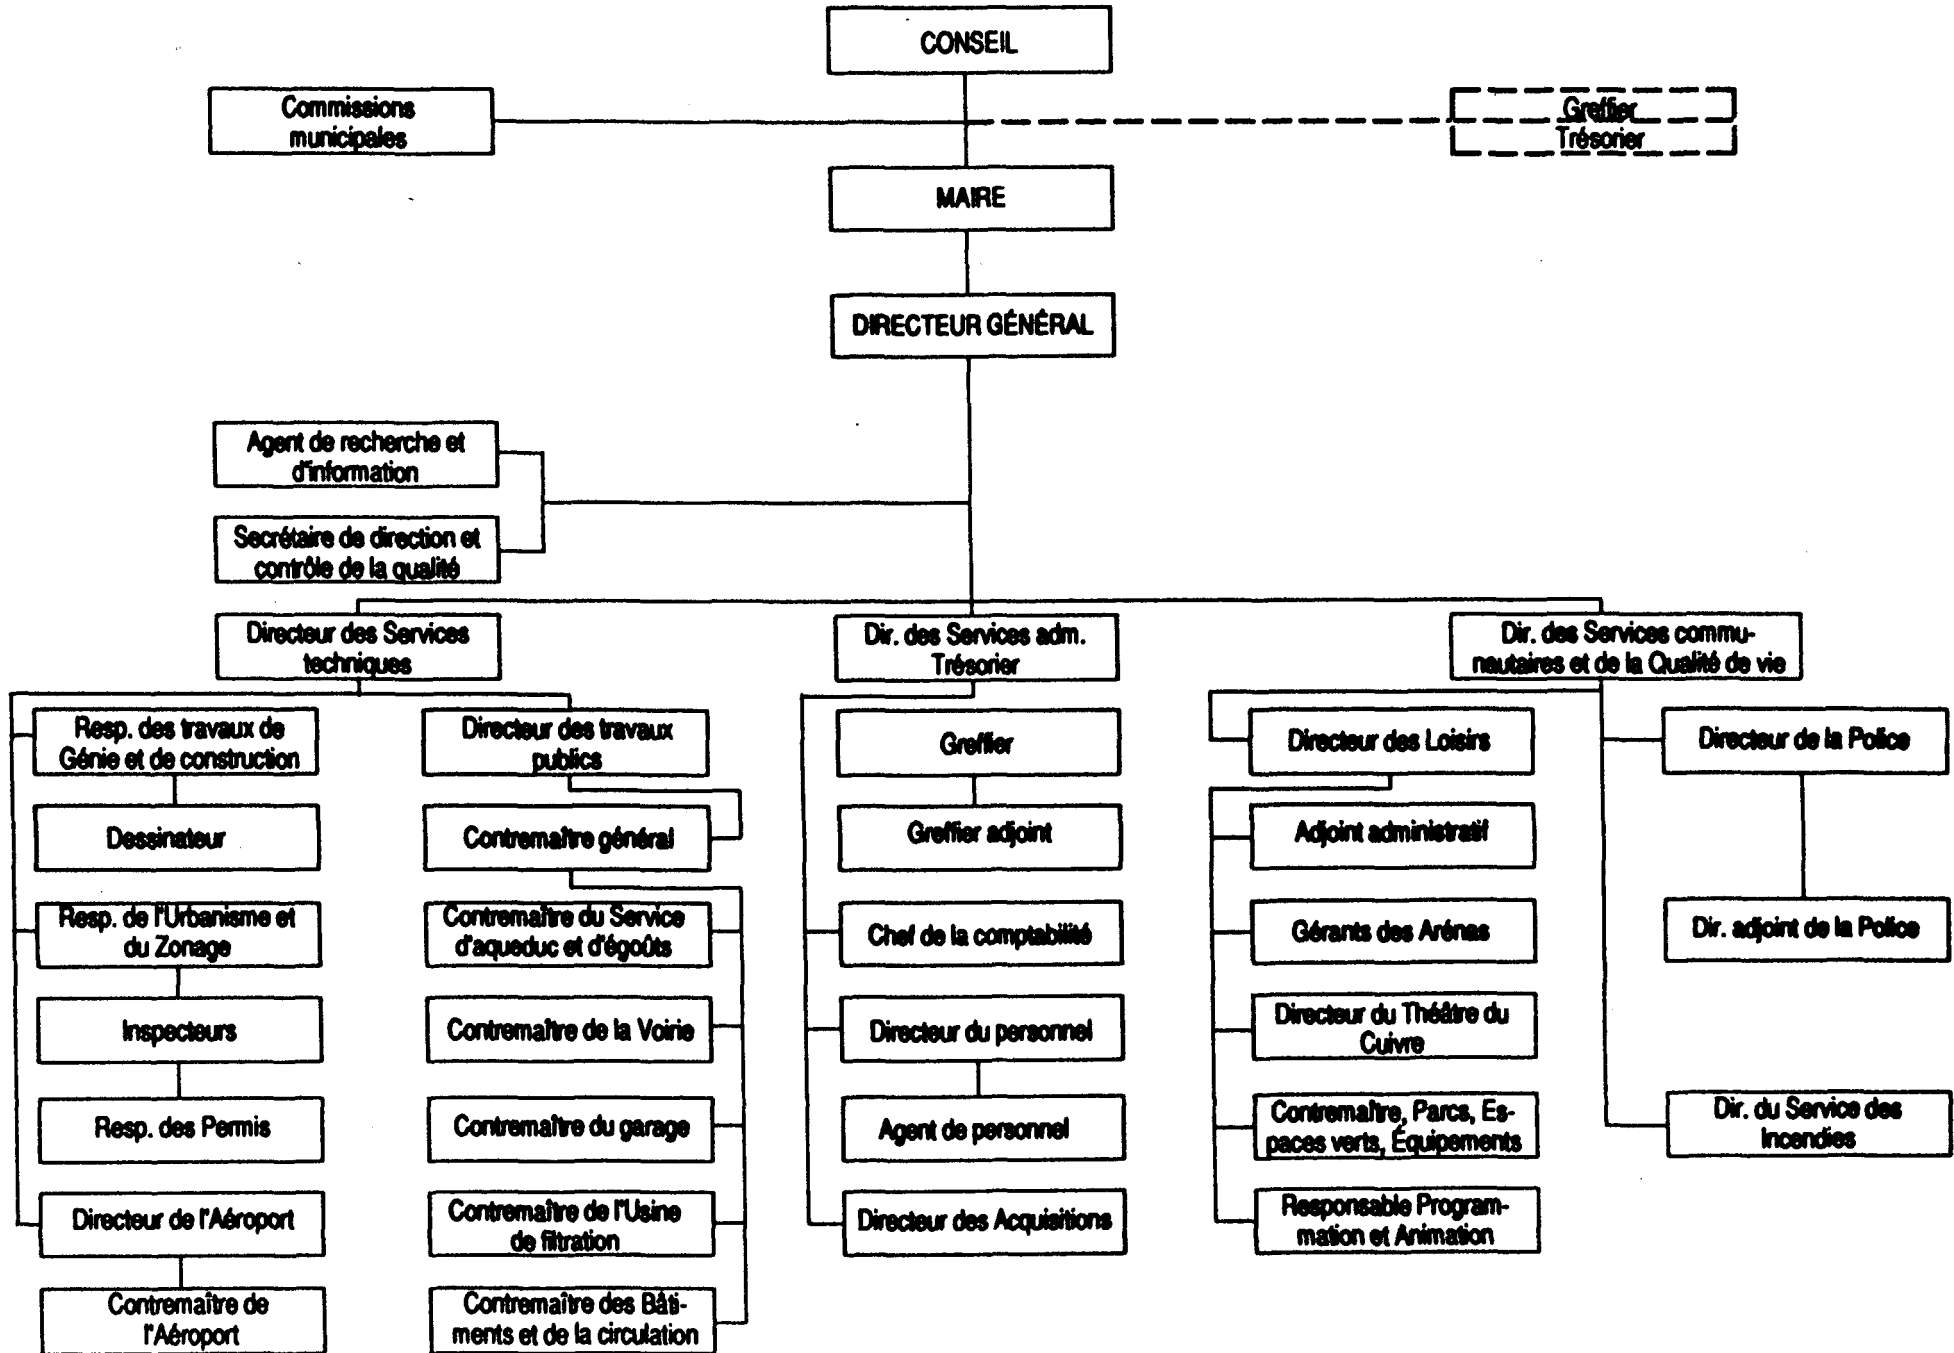 CONSEIL
Commissions
municipales
Greffier
Trésorier
MAIRE
DIRECTEUR GÉNÉRAL
Agent de recherche et
d'information
Secrétaire de direction et
contrôle de la qualité
Directeur des Services
techniques
Dir. des Services adm.
Trésorier
Dir. des Services commu-
nautaires et de la Qualité de vie
Resp. des travaux de
Génie et de construction
Dessinateur
Resp. de l'Urbanisme et
du Zonage
Inspecteurs
Resp. des Permis
Directeur de l'Aéroport
Contremaître de
l'Aéroport
Directeur des travaux
publics
Contremaître général
Contremaître du Service
d'aqueduc et d'égoûts
Contremaître de la Voirie
Contremaître du garage
Contremaître de l'Usine
de filtration
Contremaître des Bâti-
ments et de la circulation
Greffier
Greffier adjoint
Chef de la comptabilité
Directeur du personnel
Agent de personnel
Directeur des Acquisitions
Directeur des Loisirs
Adjoint administratif
Gérants des Arénas
Directeur du Théâtre du
Cuivre
Contremaître, Parcs, Es-
paces verts, Équipements
Responsable Program-
mation et Animation
Directeur de la Police
Dir. adjoint de la Police
Dir. du Service des
Incendies